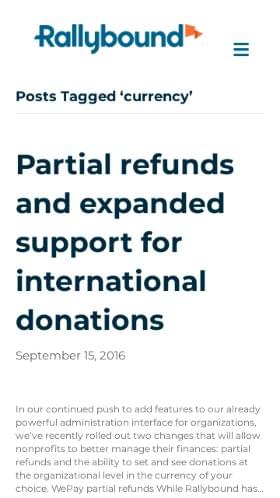 Rallybound
Posts Tagged ‘currency’
Partial refunds
and expanded
support for
international
donations
September 15, 2016
In our continued push to add features to our already
powerful administration interface for organizations,
we’ve recently rolled out two changes that will allow
nonprofits to better manage their finances: partial
refunds and the ability to set and see donations at
the organizational level in the currency of your
choice. WePay partial refunds While Rallybound has...